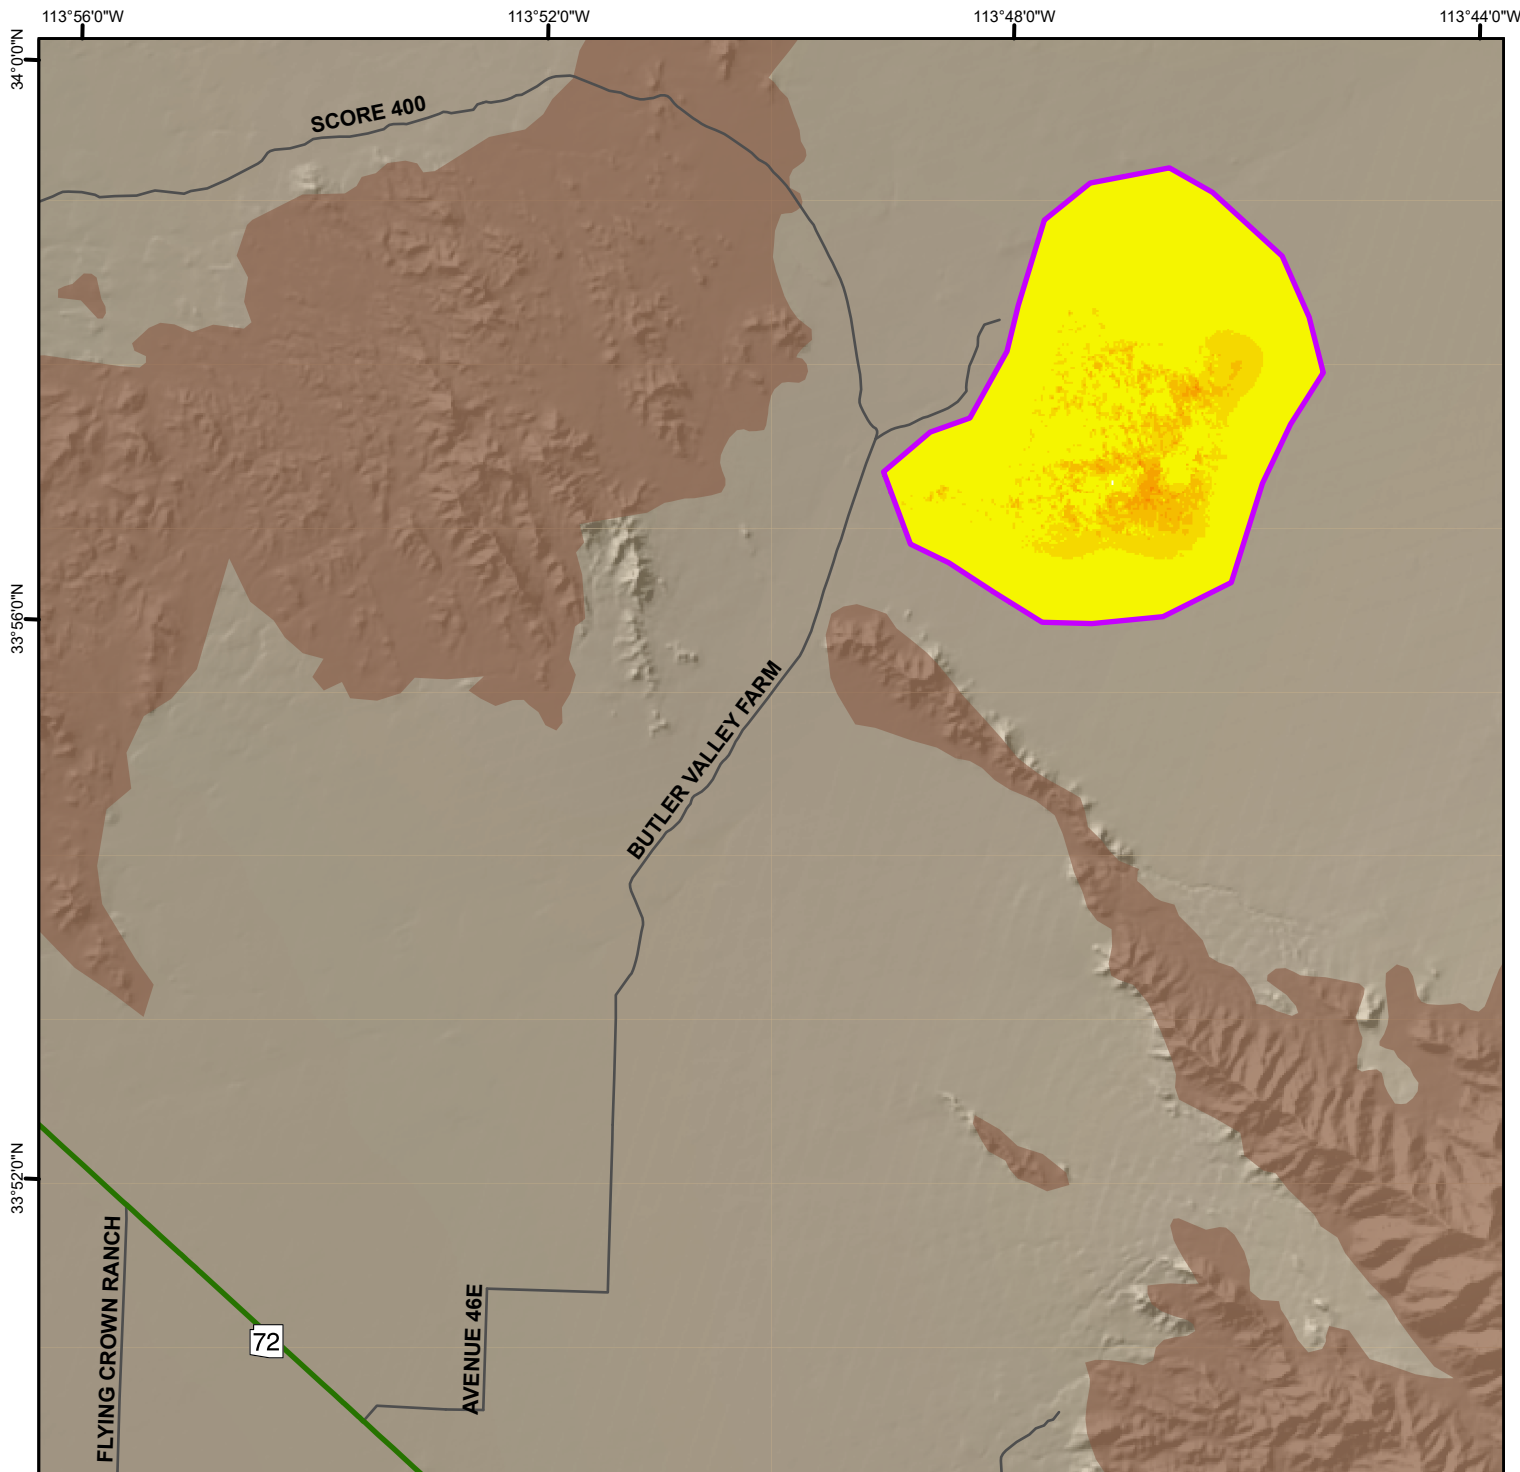 113°56'0"W
113°52'0"W
113°48'0"W
113°44'0"W
34°0'0"N
SCORE 400
33°56'0"N
BUTLER VALLEY FARM
33°52'0"N
FLYING CROWN RANCH
72
AVENUE 46E